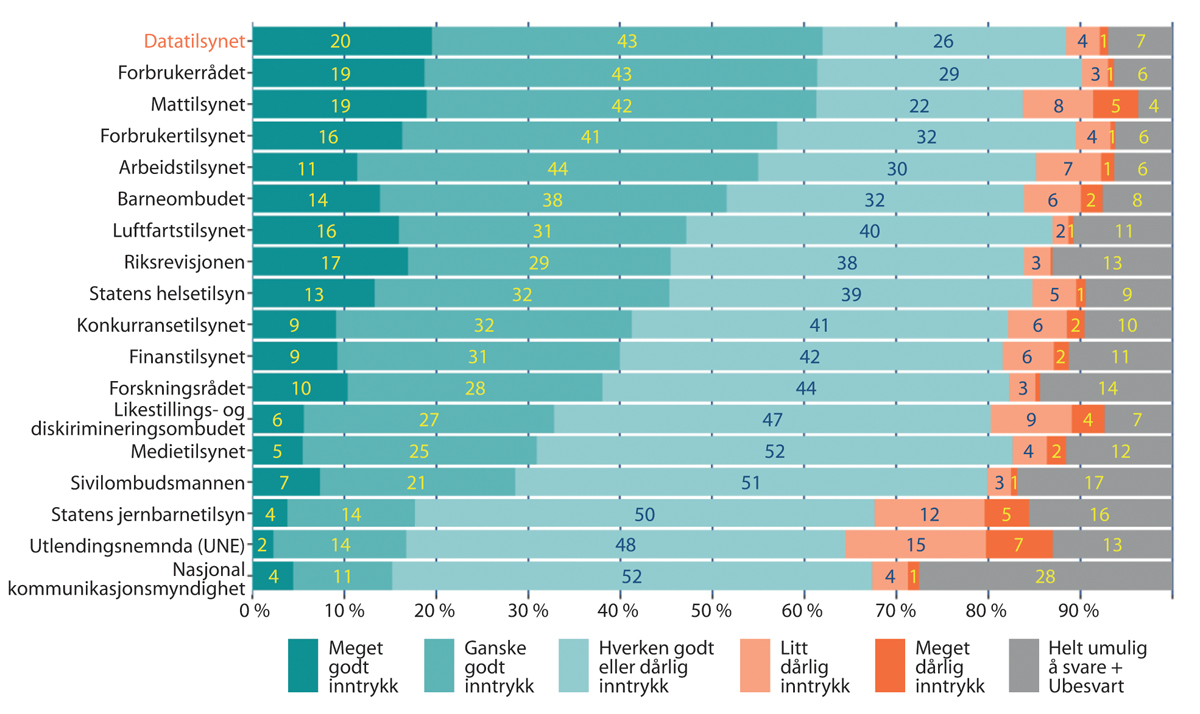 Datatilsynet 20 43 26 4 1 7
Forbrukerrådet 19 43 29 3 1 6
Mattilsynet 19 42 22 8 5 4
Forbrukertilsynet 16 41 32 4 1 6
Arbeidstilsynet 11 44 30 7 1 6
Barneombudet 14 38 32 6 2 8
Luftfartstilsynet 16 31 40 2 1 11
Riksrevisjonen 17 29 38 3 13
Statens helsetilsyn 13 32 39 5 1 9
Konkurransetilsynet 9 32 41 6 2 10
Finanstilsynet 9 31 42 6 2 11
Forskningsrådet 10 28 44 3 14
Likestillings- og
diskirimineringsombudet 6 27 47 9 4 7
Medietilsynet 5 25 52 4 2 12
Sivilombudsmannen 7 21 51 3 1 17
Statens jernbarnetilsyn 4 14 50 12 5 16
Utlendingsnemnda (UNE) 2 14 48 15 7 13
Nasjonal
kommunikasjonsmyndighet 4 11 52 4 1 28
0 % 10 % 20 % 30 % 40 % 50 % 60 % 70 % 80 % 90 %
Meget
godt
inntrykk
Ganske
godt
inntrykk
Hverken godt
eller dårlig
inntrykk
Litt
dårlig
inntrykk
Meget
dårlig
inntrykk
Helt umulig
å svare +
Ubesvart